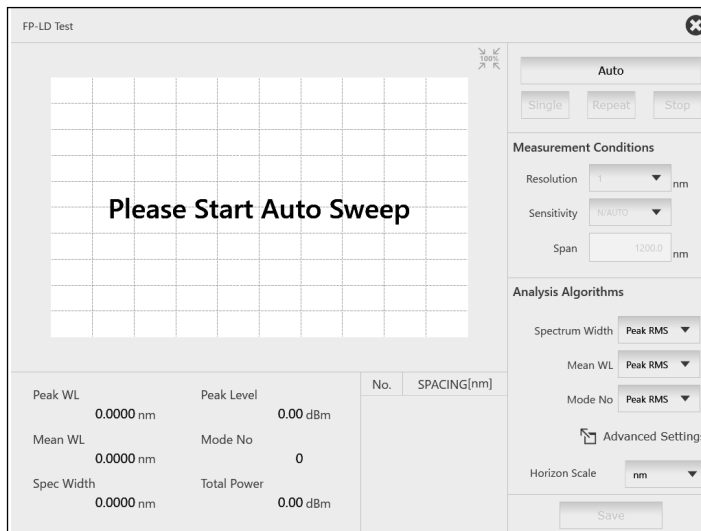 FP-LD Test
100%
Please Start Auto Sweep
Auto
Single Repeat Stop
Measurement Conditions
Resolution 1 nm
Sensitivity N/AUTO
Span 1200.0 nm
Analysis Algorithms
Spectrum Width Peak RMS
Mean WL Peak RMS
Mode No Peak RMS
Advanced Settings
Horizon Scale nm
Save
Peak WL Peak Level
0.0000 nm 0.00 dBm
Mean WL Mode No
0.0000 nm 0
Spec Width Total Power
0.0000 nm 0.00 dBm
No. SPACING[nm]